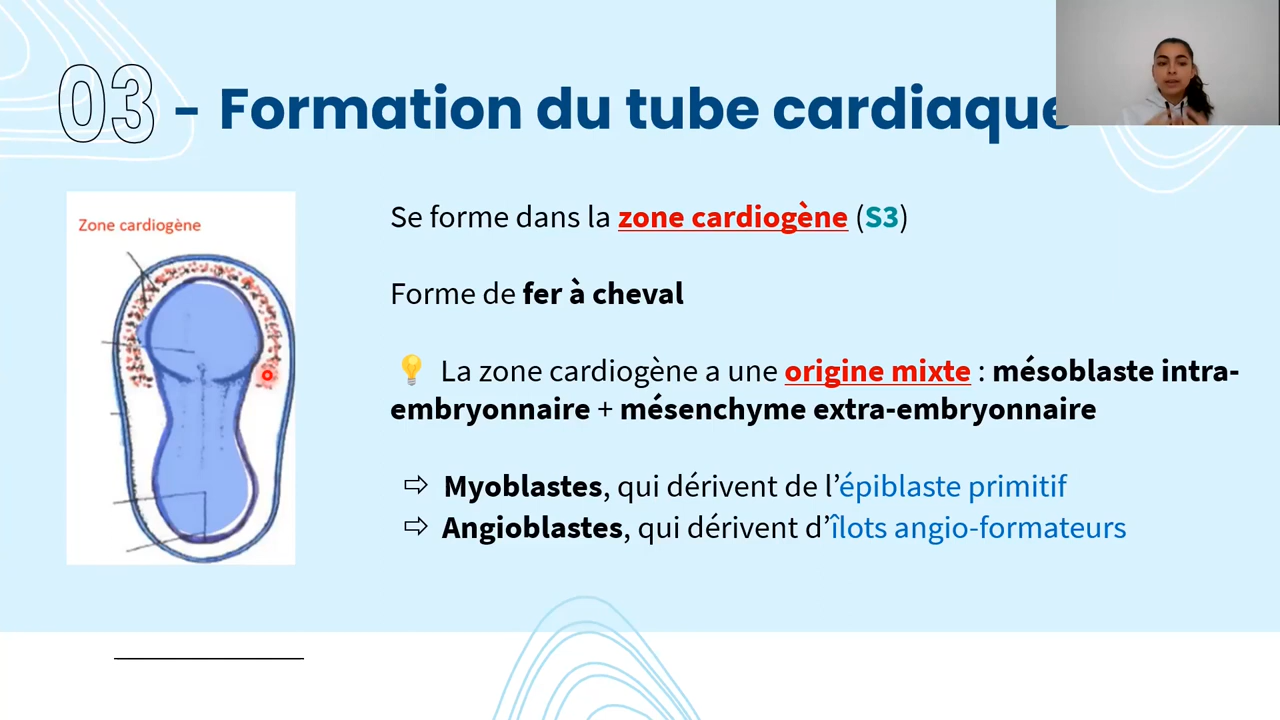 03 - Formation du tube cardiaque
Zone cardiogène
Se forme dans la zone cardiogène (S3)
Forme de fer à cheval
💡 La zone cardiogène a une origine mixte : mésoblaste intra-
embryonnaire + mésenchyme extra-embryonnaire
⇨ Myoblastes, qui dérivent de l’épiblaste primitif
⇨ Angioblastes, qui dérivent d’îlots angio-formateurs